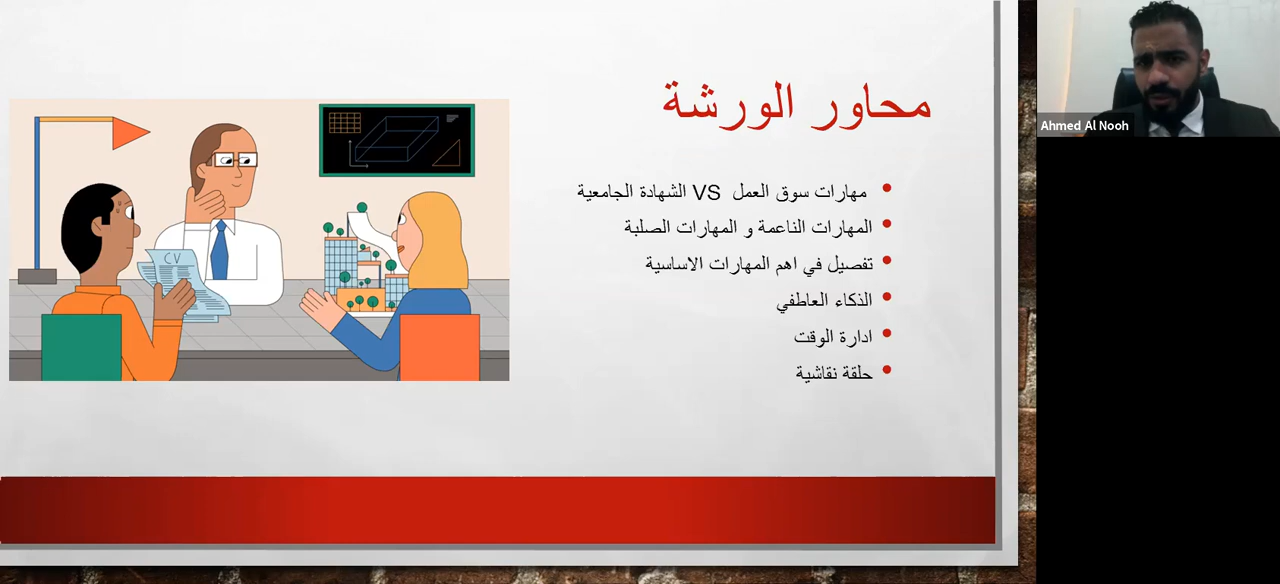 محاور الورشة
مهارات سوق العمل VS الشهادة الجامعية
المهارات الناعمة و المهارات الصلبة
تفصيل في اهم المهارات الاساسية
الذكاء العاطفي
ادارة الوقت
حلقة نقاشية
CV
Ahmed Al Nooh